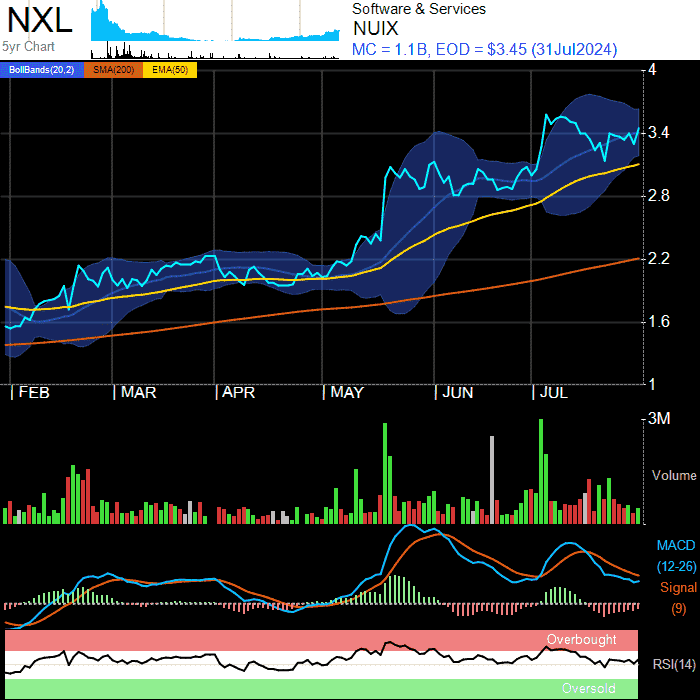 NXL
5yr Chart
Software & Services
NUIX
MC = 1.1B, EOD = $3.45 (31Jul2024)
BollBands(20,2) SMA(200) EMA(50)
4
3.4
2.8
2.2
1.6
1
FEB MAR APR MAY JUN JUL
3M
Volume
MACD
(12-26)
Signal
(9)
Overbought
RSI(14)
Oversold